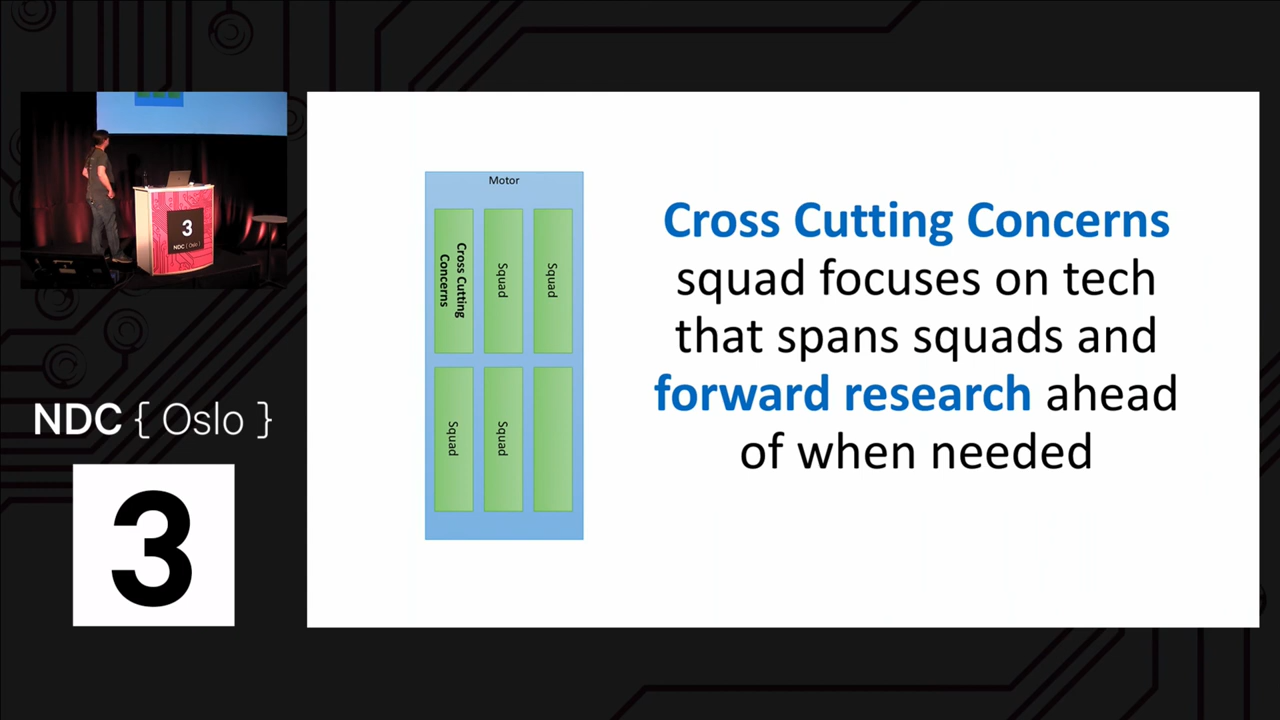 3
NDC { Oslo }
NDC { Oslo }
3
Motor
Cross Cutting
Concerns
Squad
Squad
Squad
Squad
Cross Cutting Concerns
squad focuses on tech
that spans squads and
forward research ahead
of when needed